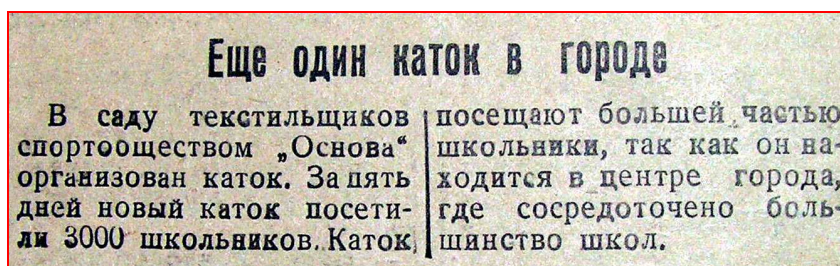 Еще один каток в городе
В саду текстильщиков
спортооществом „Основа“
организован каток. За пять
дней новый каток посети-
ли 3000 школьников. Каток
посещают большей частью
школьники, так как он на-
ходится в центре города,
где сосредоточено боль-
шинство школ.